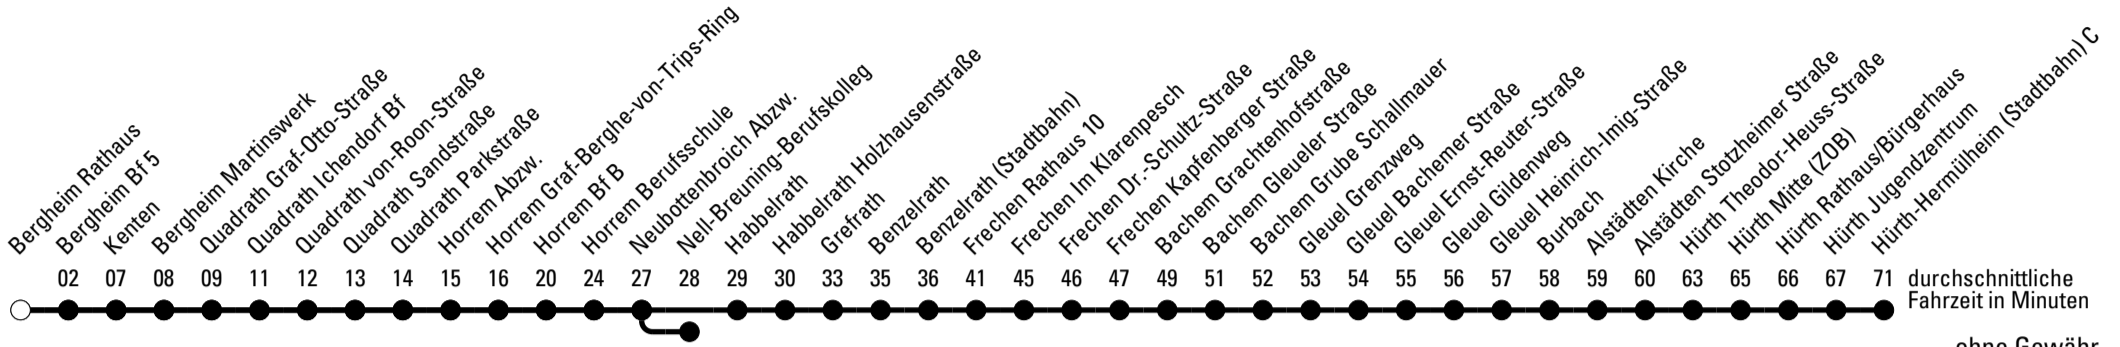 Bergheim Rathaus
Bergheim Bf 5
Kenten
Bergheim Martinswerk
Quadrath Graf-Otto-Straße
Quadrath Ichendorf Bf
Quadrath von-Roon-Straße
Quadrath Sandstraße
Quadrath Parkstraße
Horrem Abzw.
Horrem Graf-Berghe-von-Trips-Ring
Horrem Bf B
Horrem Berufsschule
Neubottenbroich Abzw.
Nell-Breuning-Berufskolleg
Habbelrath
Habbelrath Holzhausenstraße
Grefrath
Benzelrath
Benzelrath (Stadtbahn)
Frechen Rathaus 10
Frechen Im Klarenpesch
Frechen Dr.-Schultz-Straße
Frechen Kapfenberger Straße
Bachem Grachtenhofstraße
Bachem Gleueler Straße
Bachem Grube Schallmauer
Gleuel Grenzweg
Gleuel Bachemer Straße
Gleuel Ernst-Reuter-Straße
Gleuel Gildenweg
Gleuel Heinrich-Imig-Straße
Burbach
Alstädten Kirche
Alstädten Stotzheimer Straße
Hürth Theodor-Heuss-Straße
Hürth Mitte (ZOB)
Hürth Rathaus/Bürgerhaus
Hürth Jugendzentrum
Hürth-Hermülheim (Stadtbahn) C
02 07 08 09 11 12 13 14 15 16 20 24 27 28 29 30 33 35 36 41 45 46 47 49 51 52 53 54 55 56 57 58 59 60 63 65 66 67 71 durchschnittliche
Fahrzeit in Minuten
ohne Gewähr